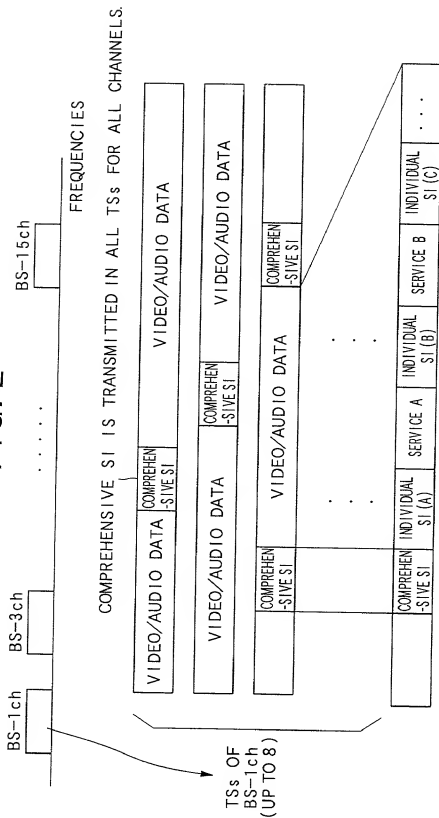 FIG. 2
BS-1ch
BS-3ch
.....
BS-15ch
FREQUENCIES
COMPREHENSIVE SI IS TRANSMITTED IN ALL TSs FOR ALL CHANNELS.
TSs OF
BS-1ch
(UP TO 8)
VIDEO/AUDIO DATA
COMPREHEN
-SIVE SI
VIDEO/AUDIO DATA
VIDEO/AUDIO DATA
COMPREHEN
-SIVE SI
VIDEO/AUDIO DATA
COMPREHEN
-SIVE SI
VIDEO/AUDIO DATA
COMPREHEN
-SIVE SI
. . .
. . .
COMPREHEN
-SIVE SI
INDIVIDUAL
SI (A)
SERVICE A
INDIVIDUAL
SI (B)
SERVICE B
INDIVIDUAL
SI (C)
. . .